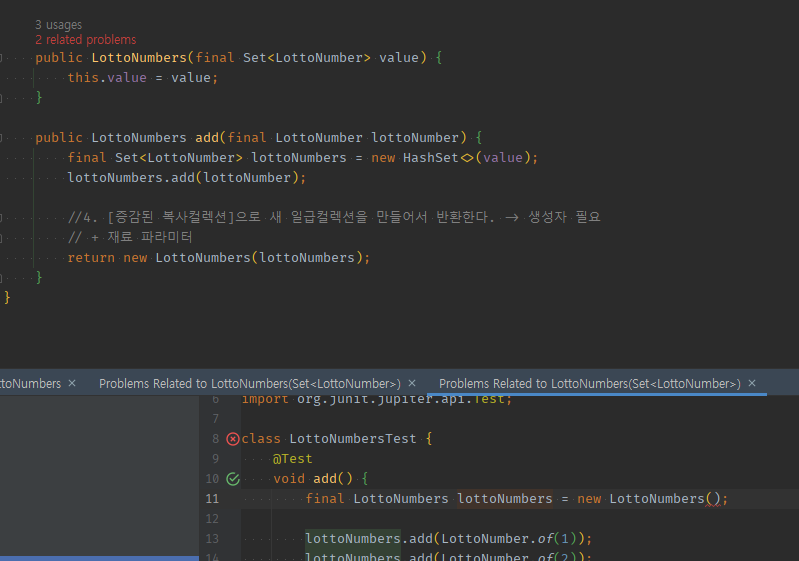 3 usages
2 related problems
public LottoNumbers(final Set<LottoNumber> value) {
this.value = value;
}
public LottoNumbers add(final LottoNumber lottoNumber) {
final Set<LottoNumber> lottoNumbers = new HashSet<>(value);
lottoNumbers.add(lottoNumber);
//4. [증감된 복사컬렉션]으로 새 일급컬렉션을 만들어서 반환한다. -> 생성자 필요
// + 재료 파라미터
return new LottoNumbers(lottoNumbers);
}
}
ttoNumbers × Problems Related to LottoNumbers(Set<LottoNumber>) × Problems Related to LottoNumbers(Set<LottoNumber>) ×
6 import org.junit.jupiter.api.Test;
7
8 class LottoNumbersTest {
9 @Test
10 void add() {
11 final LottoNumbers lottoNumbers = new LottoNumbers();
12
13 lottoNumbers.add(LottoNumber.of(1));
14 lottoNumbers.add(LottoNumber.of(2));